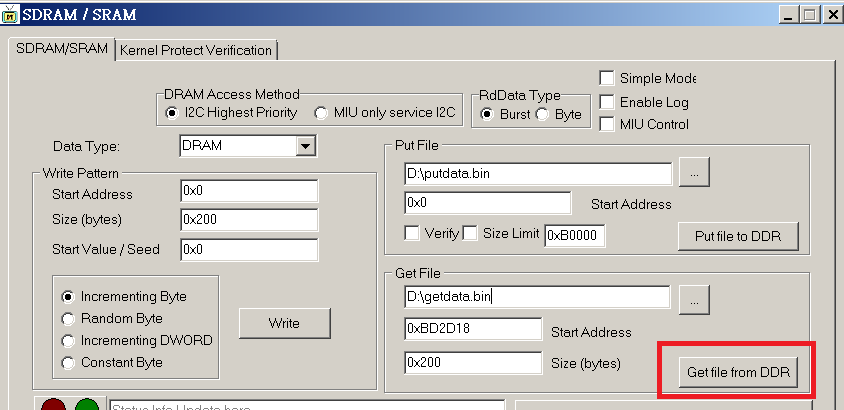 SDRAM / SRAM
SDRAM/SRAM
Kernel Protect Verification
DRAM Access Method
I2C Highest Priority
MIU only service I2C
RdData Type
Burst
Byte
Simple Mode
Enable Log
MIU Control
Data Type:
DRAM
Write Pattern
Start Address
0x0
Size (bytes)
0x200
Start Value / Seed
0x0
Incrementing Byte
Random Byte
Incrementing DWORD
Constant Byte
Write
Put File
D:\putdata.bin
...
0x0
Start Address
Verify
Size Limit
0xB0000
Put file to DDR
Get File
D:\getdata.bin
...
0xBD2D18
Start Address
0x200
Size (bytes)
Get file from DDR
Status Info Update here